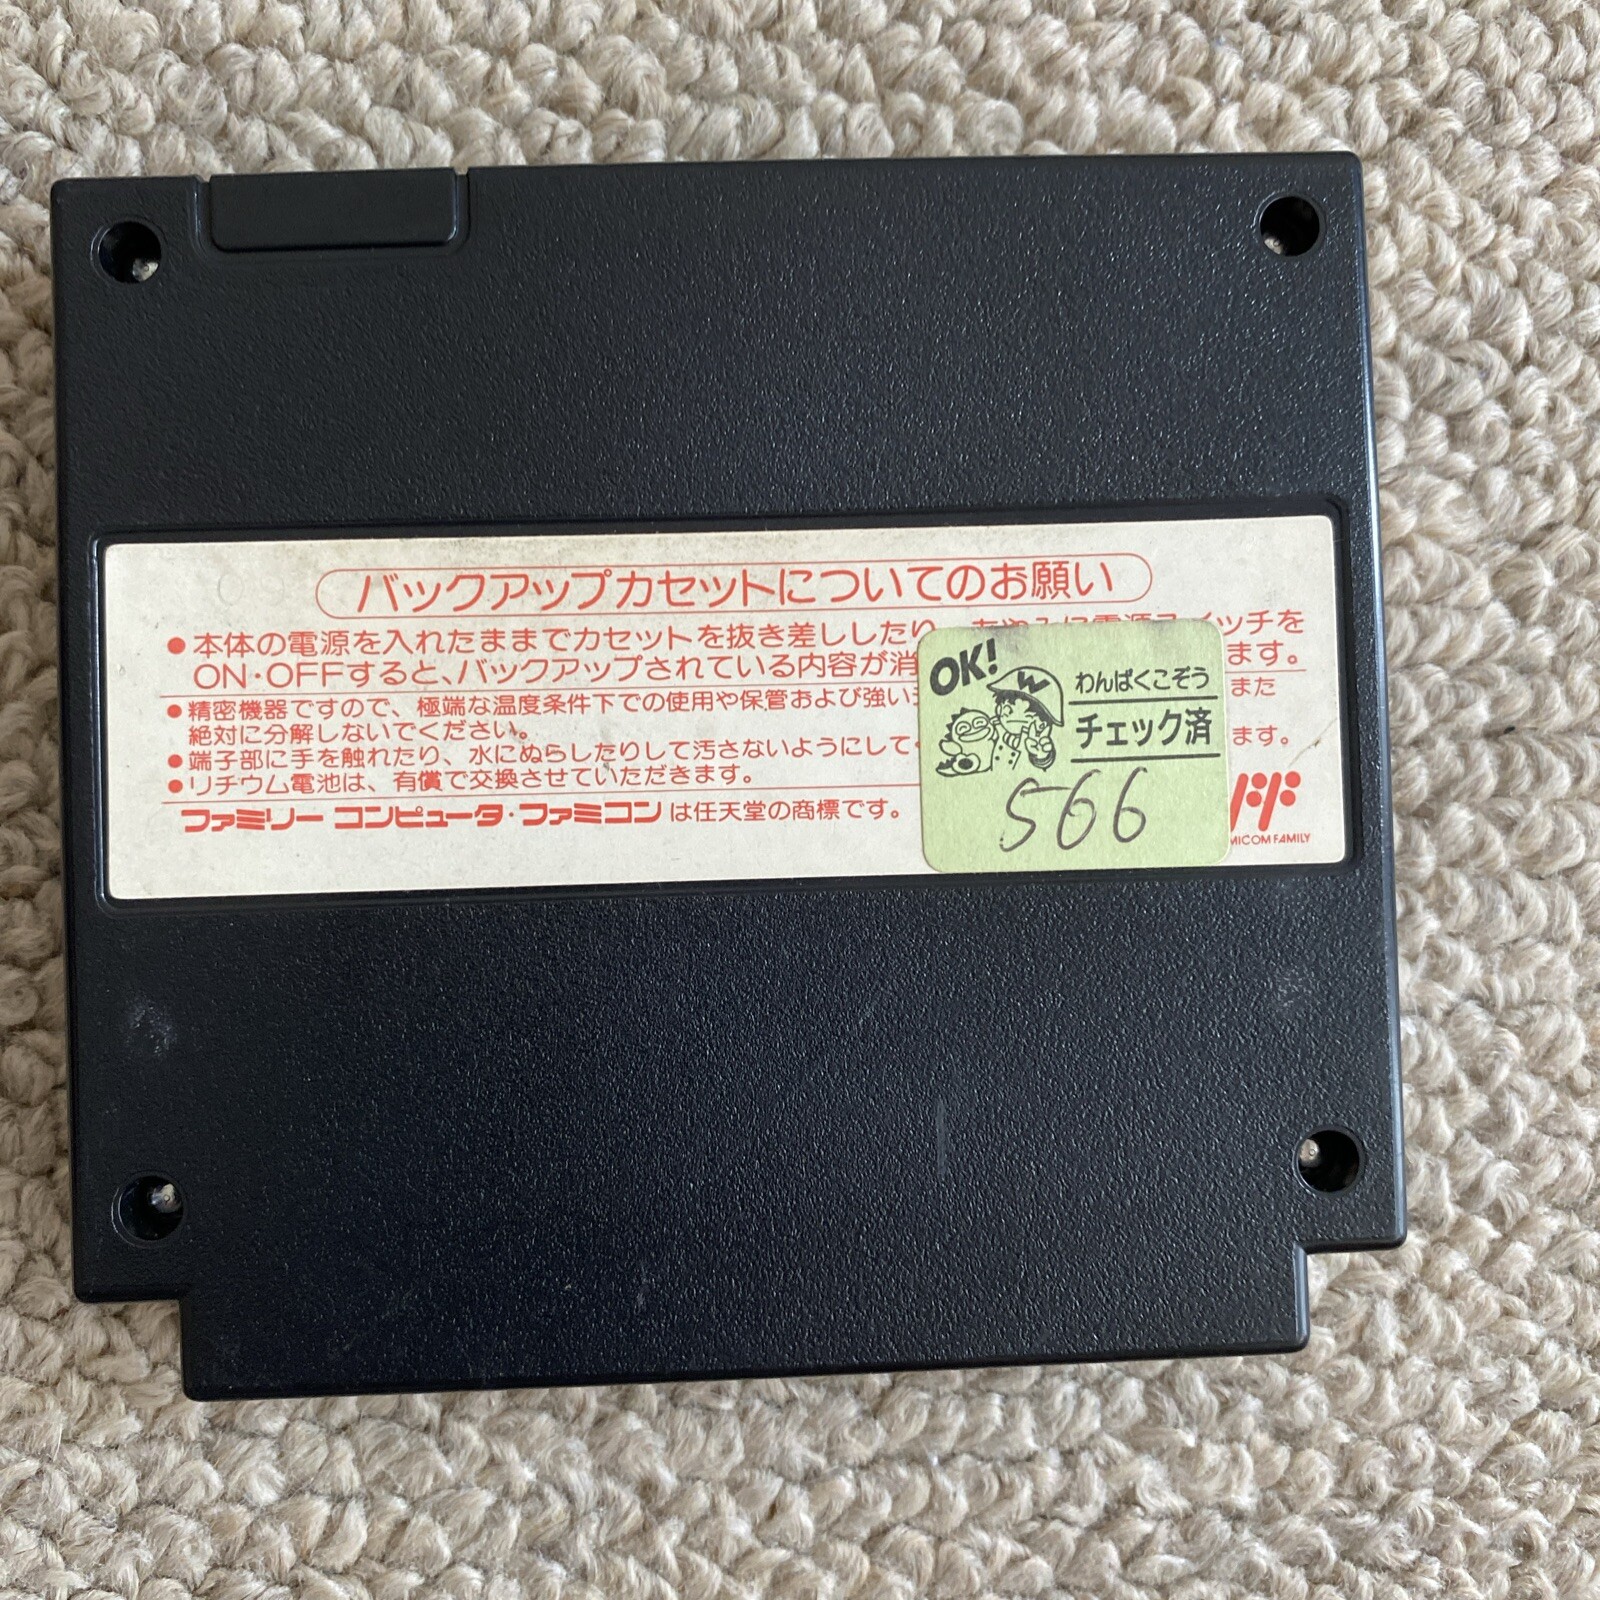 バックアップカセットについてのお願い
●本体の電源を入れたままでカセットを抜き差ししたり、 スイッチを
ON・OFFすると、バックアップされている内容が消 ます。
●精密機器ですので、極端な温度条件下での使用や保管および強い また
絶対に分解しないでください。
●端子部に手を触れたり、水にぬらしたりして汚さないようにして ます。
●リチウム電池は、有償で交換させていただきます。
ファミリー コンピュータ・ファミコンは任天堂の商標です。
MICOM FAMILY
OK!
W
わんぱくこぞう
チェック済
566